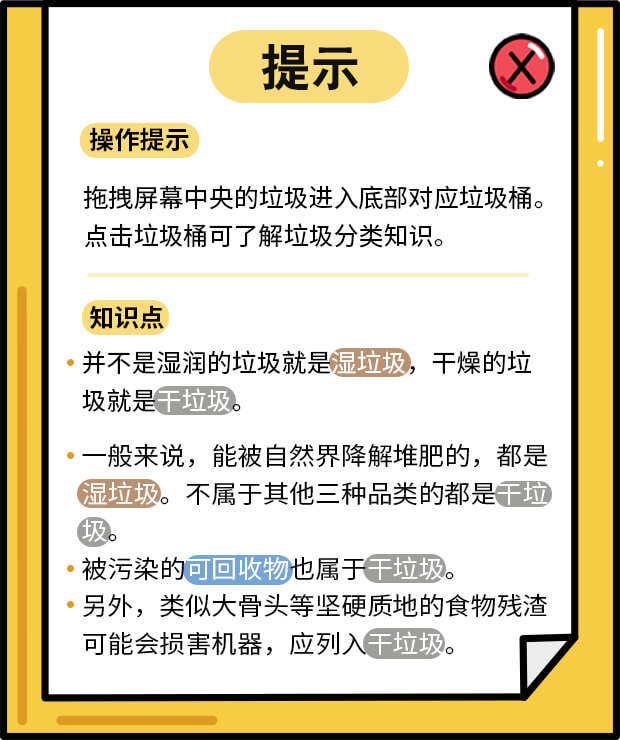 提示
X
操作提示
拖拽屏幕中央的垃圾进入底部对应垃圾桶。
点击垃圾桶可了解垃圾分类知识。
知识点
并不是湿润的垃圾就是湿垃圾，干燥的垃
圾就是干垃圾。
一般来说，能被自然界降解堆肥的，都是
湿垃圾。不属于其他三种品类的都是干垃
圾。
被污染的可回收物也属于干垃圾。
另外，类似大骨头等坚硬质地的食物残渣
可能会损害机器，应列入干垃圾。